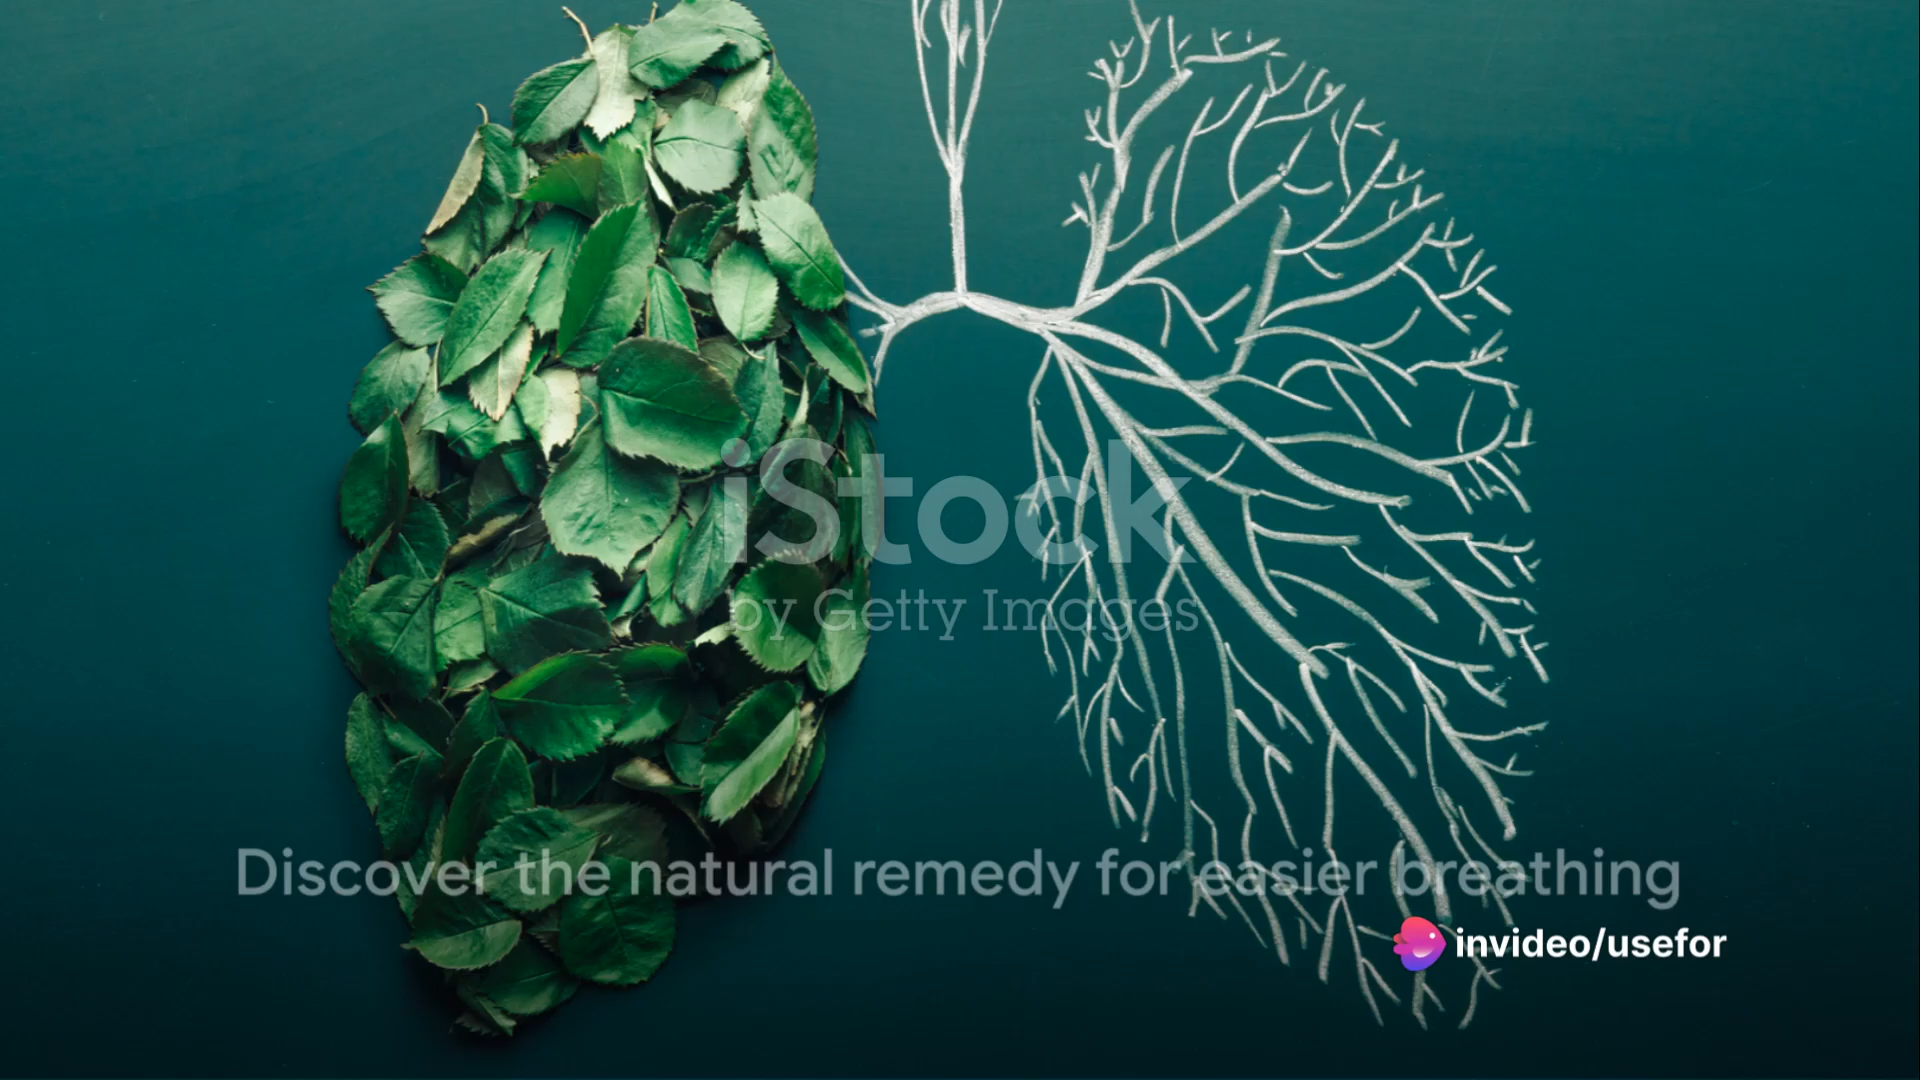 iStock
by Getty Images
Discover the natural remedy for easier breathing
invideo/usefor